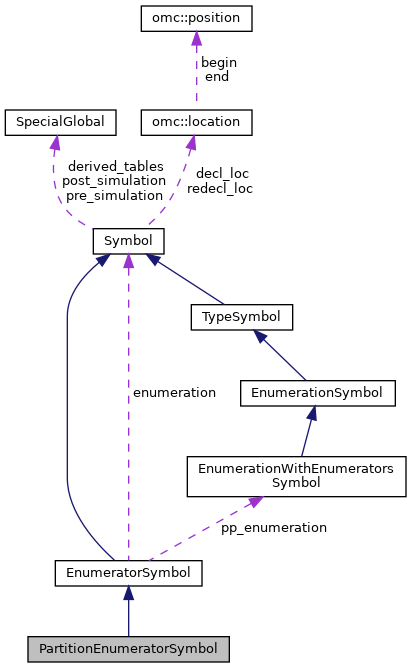 omc::position
begin
end
SpecialGlobal
omc::location
derived_tables
post_simulation
pre_simulation
decl_loc
redecl_loc
Symbol
TypeSymbol
EnumerationSymbol
enumeration
EnumerationWithEnumerators
Symbol
pp_enumeration
EnumeratorSymbol
PartitionEnumeratorSymbol